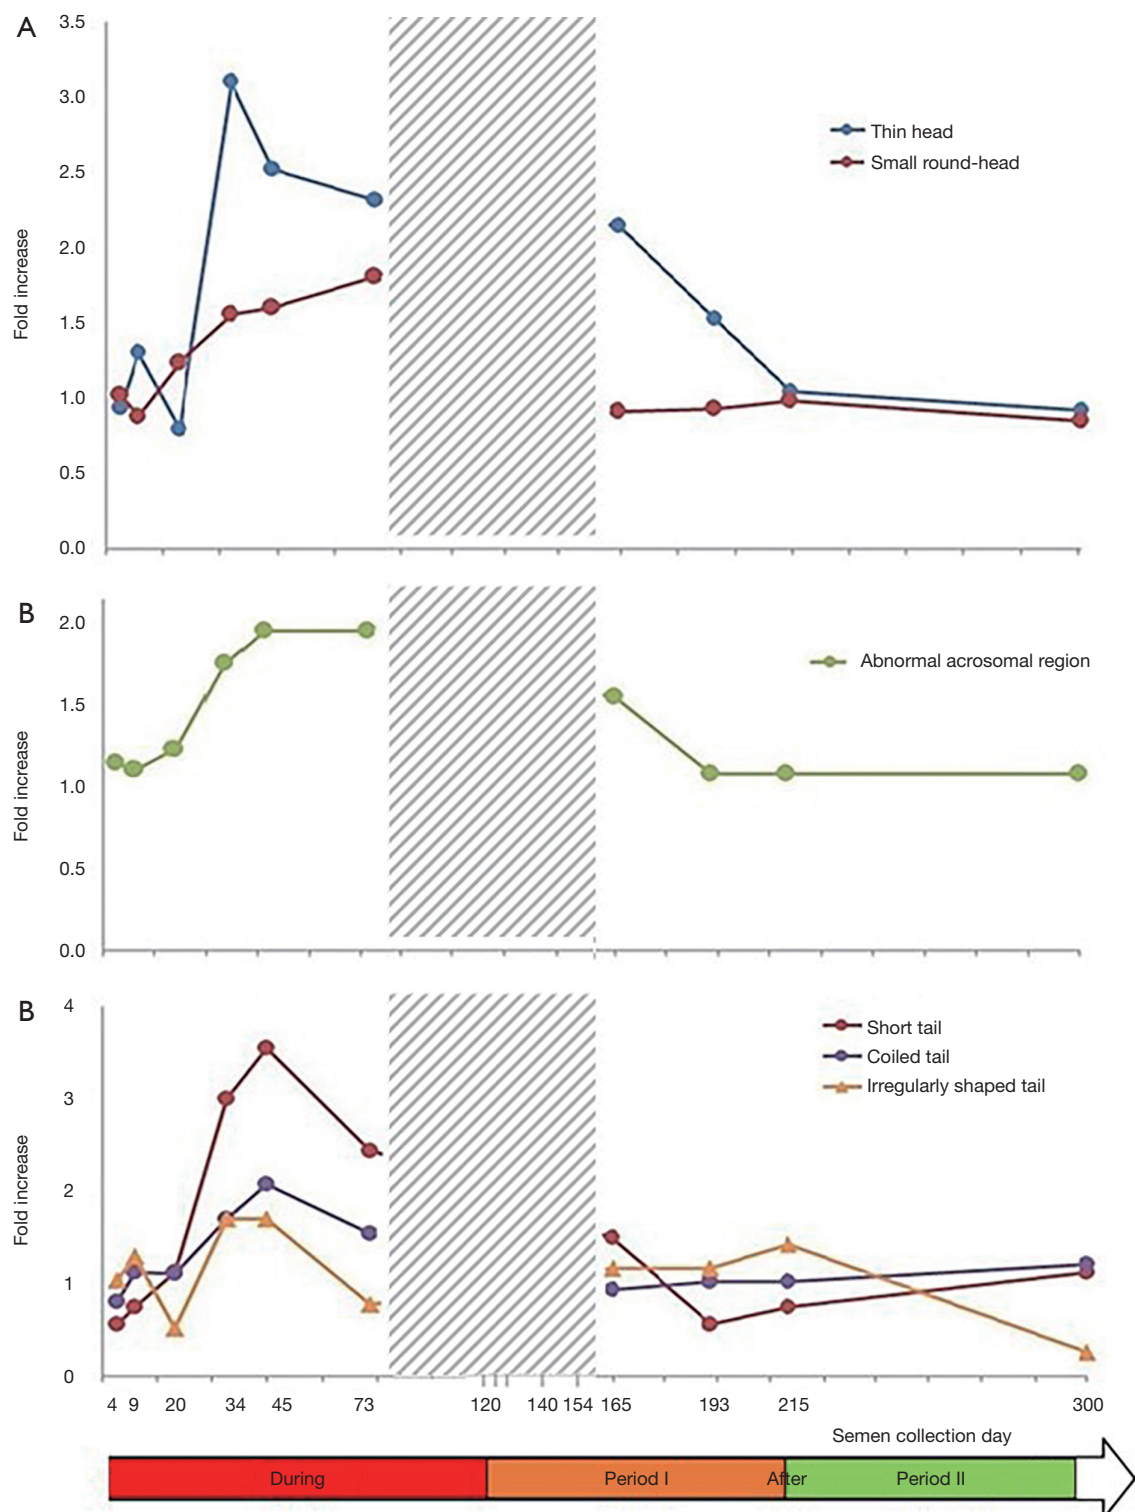 A
3.5
3.0
2.5
2.0
1.5
1.0
0.5
0.0
Fold increase
Thin head
Small round-head
B
2.0
1.5
1.0
0.5
0.0
Fold increase
Abnormal acrosomal region
B
4
3
2
1
0
Fold increase
Short tail
Coiled tail
Irregularly shaped tail
4 9 20 34 45 73 120 140 154 165 193 215 300
Semen collection day
During Period I After Period II